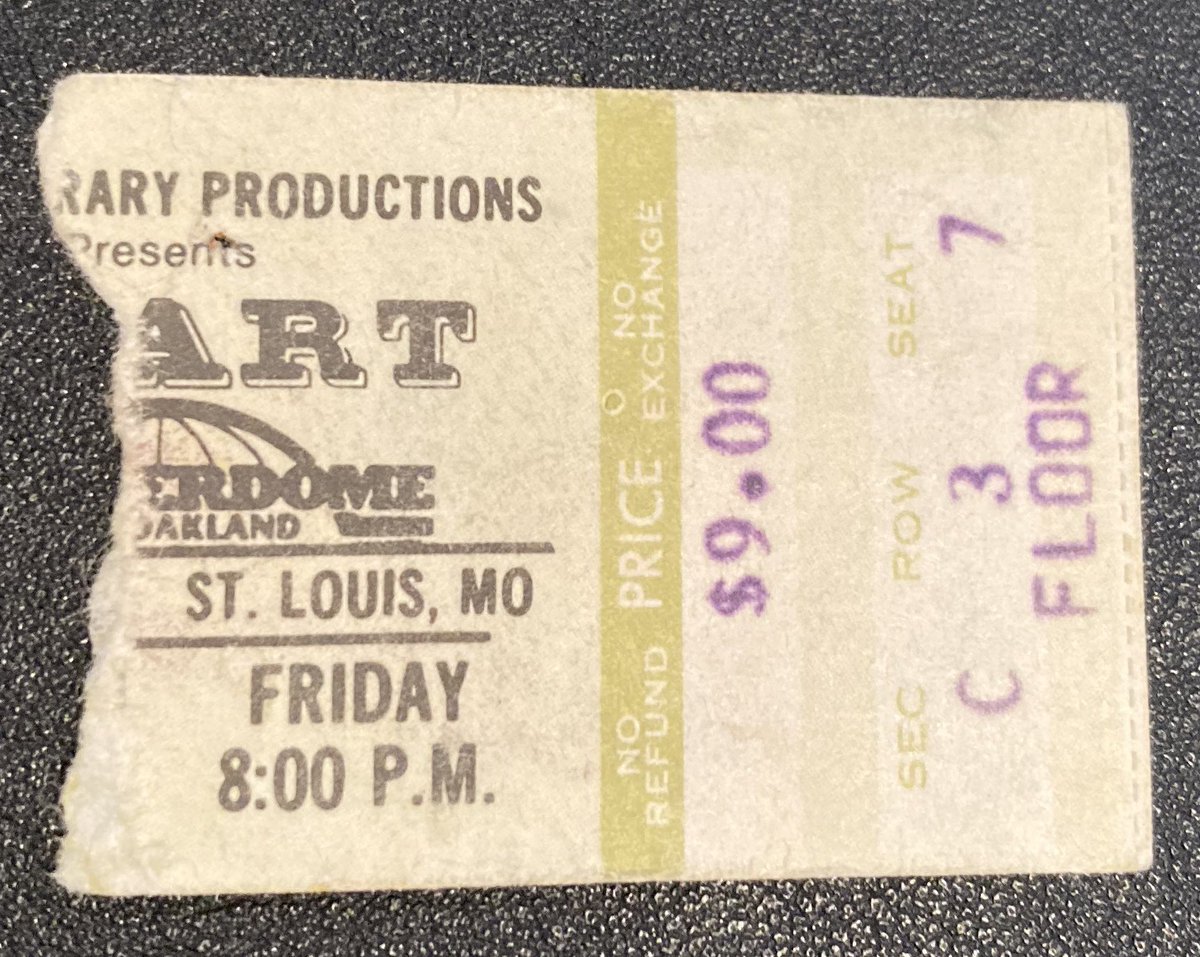 RARY PRODUCTIONS
Presents
ART
ERDOME
OAKLAND
ST. LOUIS, MO
FRIDAY
8:00 P.M.
NO REFUND PRICE NO EXCHANGE
$9.00
SEC ROW SEAT
C 3 7
FLOOR